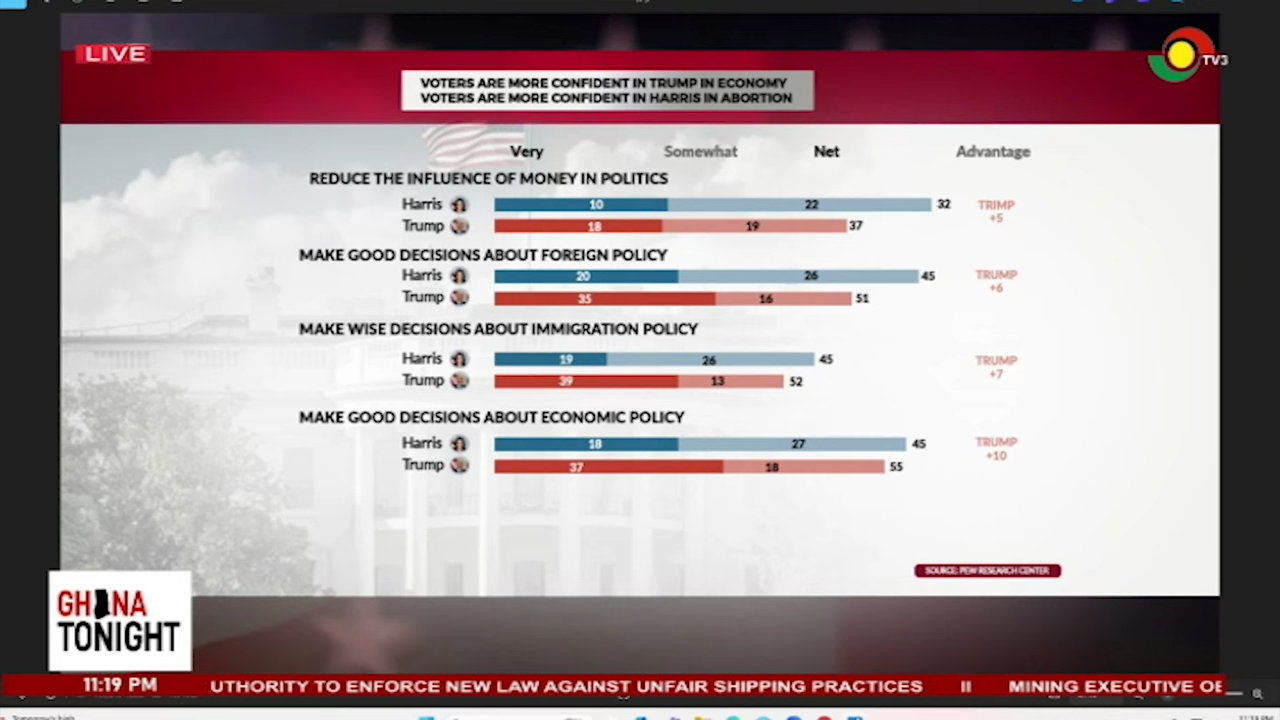 LIVE
TV3
VOTERS ARE MORE CONFIDENT IN TRUMP IN ECONOMY
VOTERS ARE MORE CONFIDENT IN HARRIS IN ABORTION
Very Somewhat Net Advantage
REDUCE THE INFLUENCE OF MONEY IN POLITICS
Harris 10 22 32 TRIMP
+5
Trump 18 19 37
MAKE GOOD DECISIONS ABOUT FOREIGN POLICY
Harris 20 26 45 TRUMP
+6
Trump 35 16 51
MAKE WISE DECISIONS ABOUT IMMIGRATION POLICY
Harris 19 26 45 TRUMP
+7
Trump 39 13 52
MAKE GOOD DECISIONS ABOUT ECONOMIC POLICY
Harris 18 27 45 TRUMP
+10
Trump 37 18 55
SOURCE: PEW RESEARCH CENTER
GHANA
TONIGHT
11:19 PM UTHORITY TO ENFORCE NEW LAW AGAINST UNFAIR SHIPPING PRACTICES II MINING EXECUTIVE